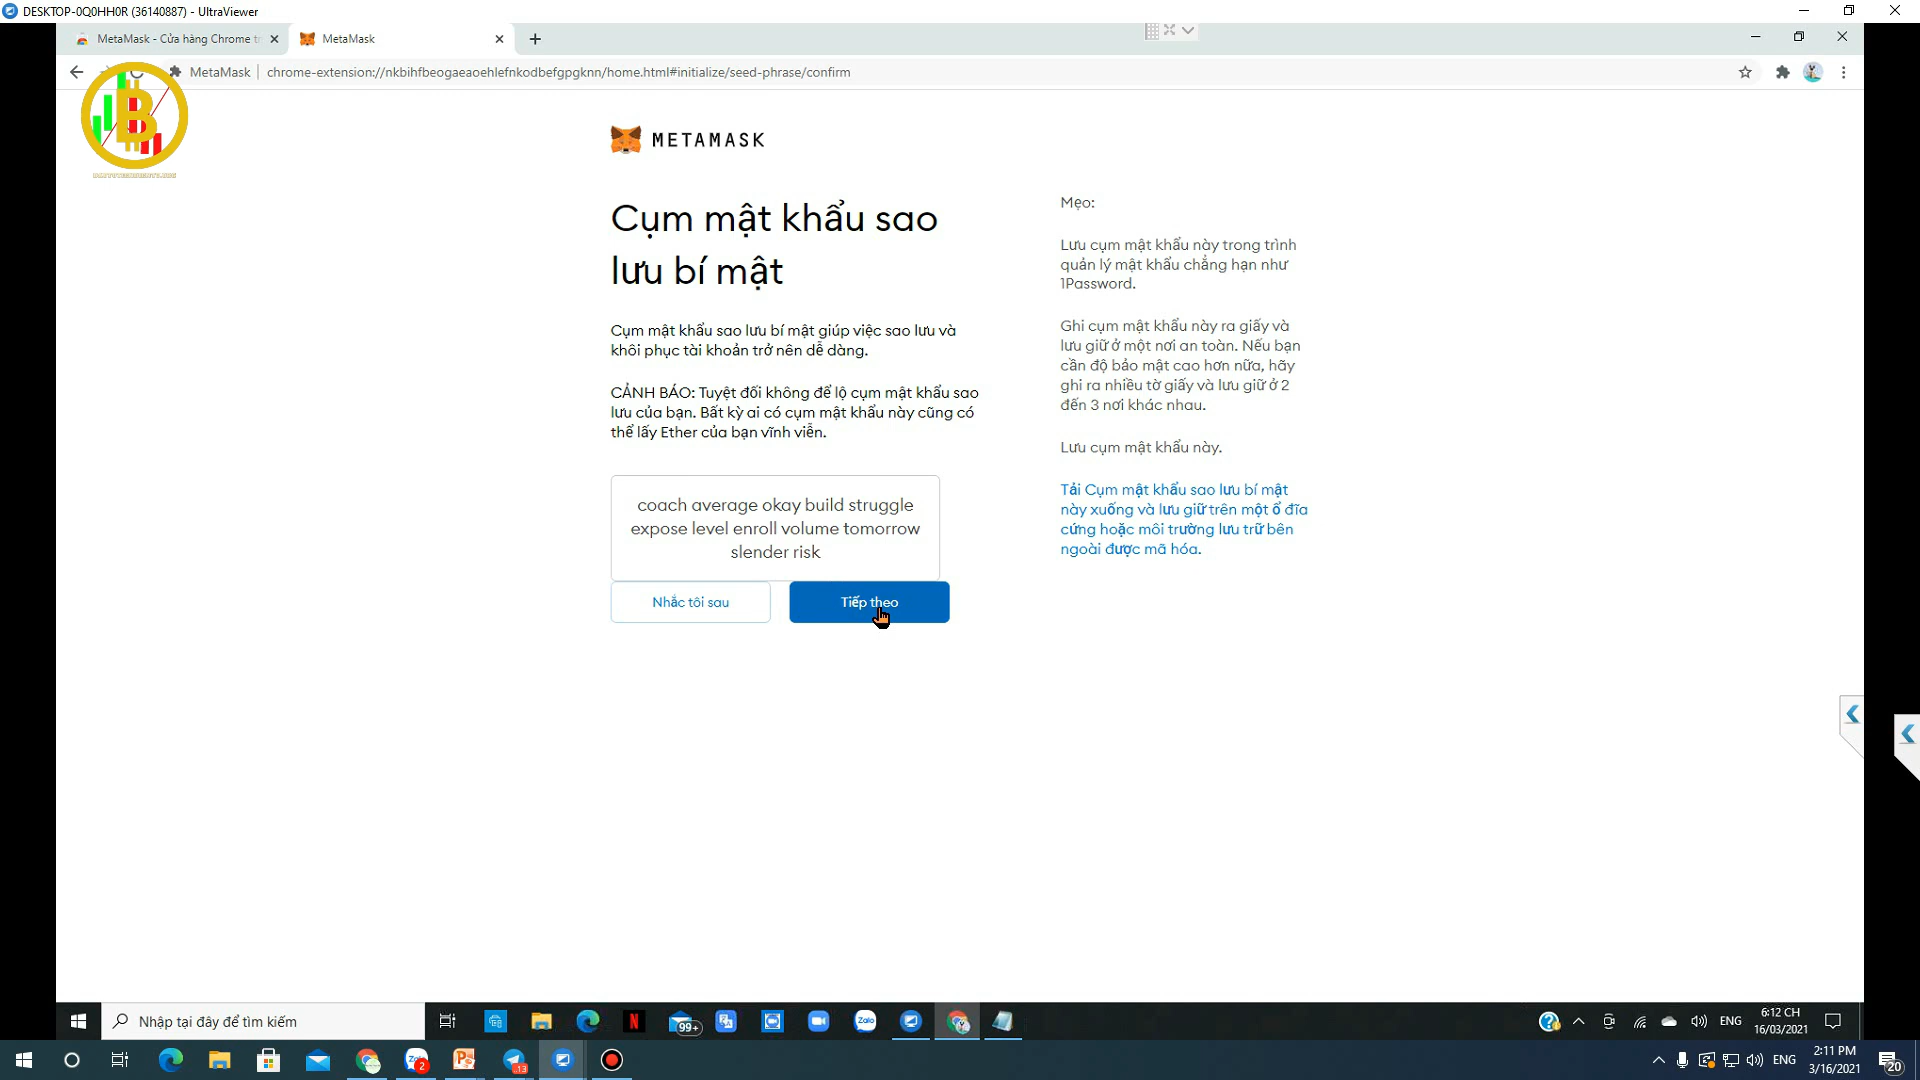 DESKTOP-0Q0HH0R (36140887) - UltraViewer
MetaMask - Cửa hàng Chrome tr
MetaMask
MetaMask
chrome-extension://nkbihfbeogaeaoehlefnkodbefgpgknn/home.html#initialize/seed-phrase/confirm
METAMASK
Cụm mật khẩu sao
lưu bí mật
Cụm mật khẩu sao lưu bí mật giúp việc sao lưu và
khôi phục tài khoản trở nên dễ dàng.
CẢNH BÁO: Tuyệt đối không để lộ cụm mật khẩu sao
lưu của bạn. Bất kỳ ai có cụm mật khẩu này cũng có
thể lấy Ether của bạn vĩnh viễn.
coach average okay build struggle
expose level enroll volume tomorrow
slender risk
Nhắc tôi sau
Tiếp theo
Mẹo:
Lưu cụm mật khẩu này trong trình
quản lý mật khẩu chẳng hạn như
1Password.
Ghi cụm mật khẩu này ra giấy và
lưu giữ ở một nơi an toàn. Nếu bạn
cần độ bảo mật cao hơn nữa, hãy
ghi ra nhiều tờ giấy và lưu giữ ở 2
đến 3 nơi khác nhau.
Lưu cụm mật khẩu này.
Tải Cụm mật khẩu sao lưu bí mật
này xuống và lưu giữ trên một ổ đĩa
cứng hoặc môi trường lưu trữ bên
ngoài được mã hóa.
Nhập tại đây để tìm kiếm
99+
Zalo
ENG
6:12 CH
16/03/2021
2
13
ENG
2:11 PM
3/16/2021
20